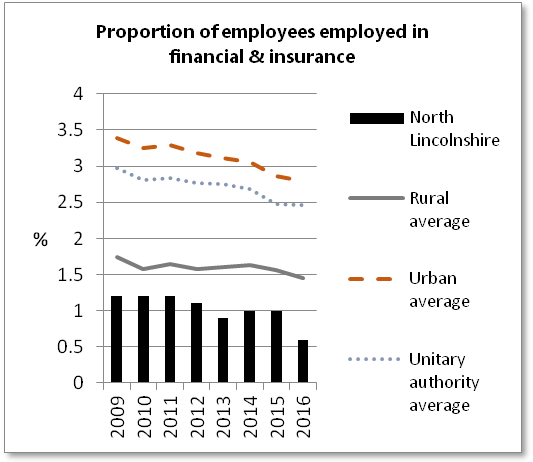 Proportion of employees employed in
financial & insurance
4
3.5
3
2.5
2
1.5
1
0.5
0
%
2009
2010
2011
2012
2013
2014
2015
2016
North
Lincolnshire
Rural
average
Urban
average
Unitary
authority
average